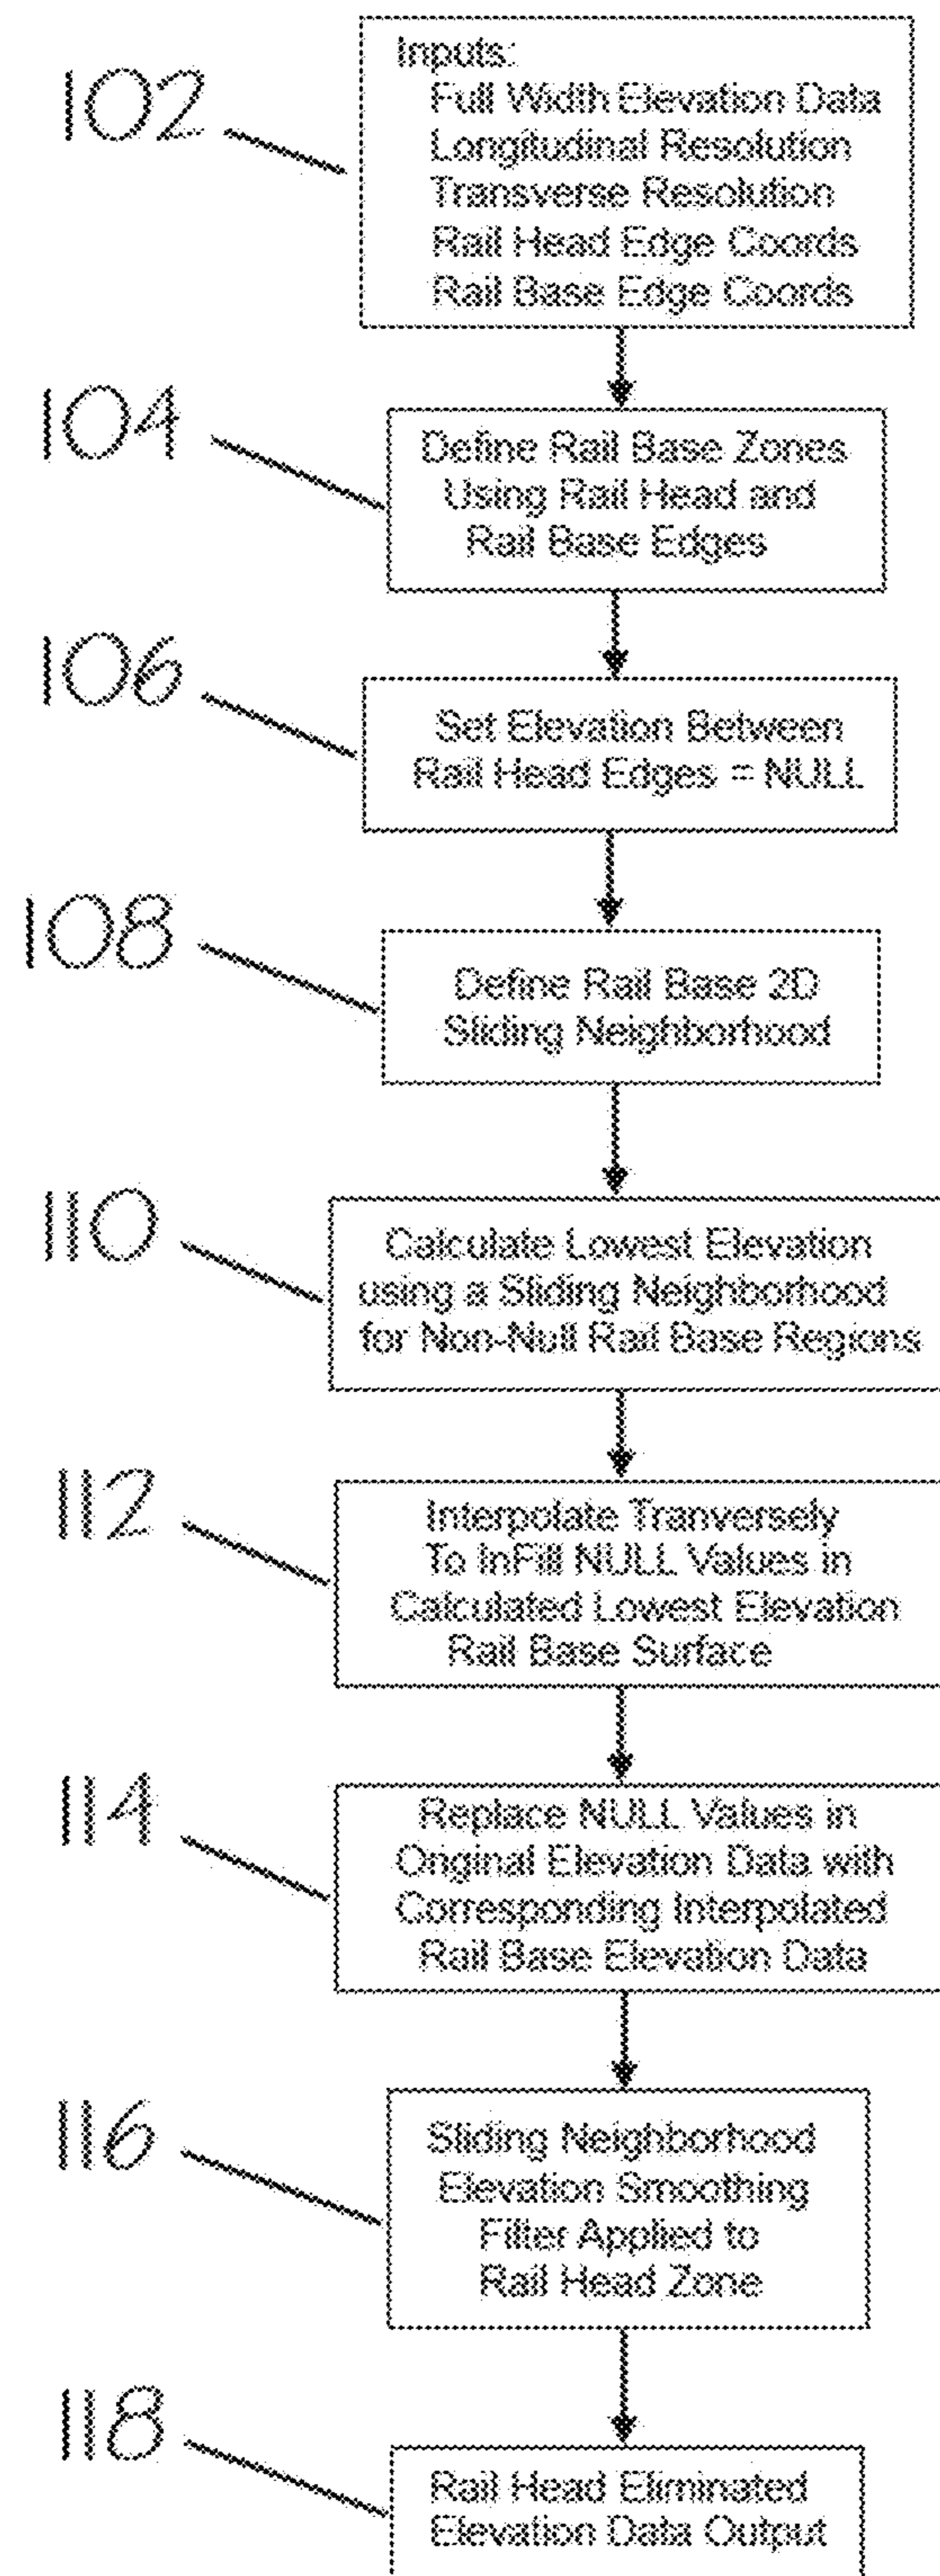 102
Inputs:
Full Width Elevation Data
Longitudinal Resolution
Transverse Resolution
Rail Head Edge Coords
Rail Base Edge Coords
104
Define Rail Base Zones
Using Rail Head and
Rail Base Edges
106
Set Elevation Between
Rail Head Edges = NULL
108
Define Rail Base 2D
Sliding Neighborhood
110
Calculate Lowest Elevation
using a Sliding Neighborhood
for Non-Null Rail Base Regions
112
Interpolate Tranversely
To InFill NULL Values in
Calculated Lowest Elevation
Rail Base Surface
114
Replace NULL Values in
Original Elevation Data with
Corresponding Interpolated
Rail Base Elevation Data
116
Sliding Neighborhood
Elevation Smoothing
Filter Applied to
Rail Head Zone
118
Rail Head Eliminated
Elevation Data Output